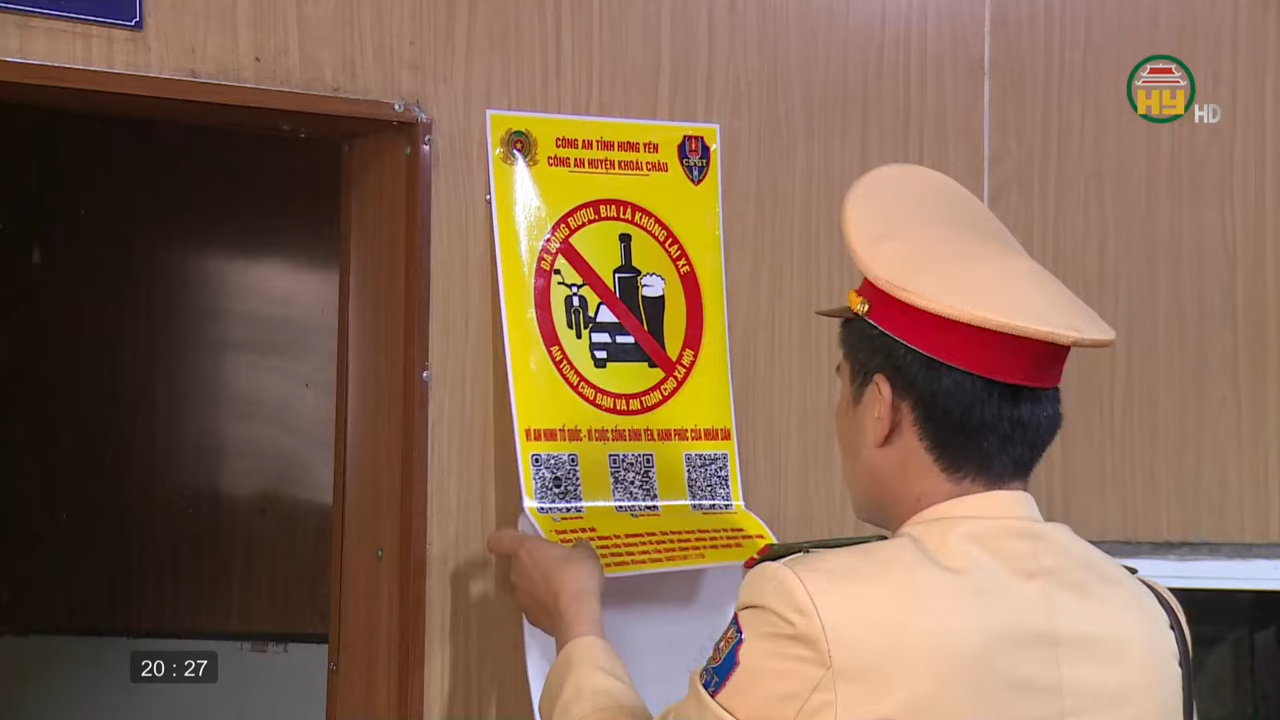 HY HD
CÔNG AN TỈNH HƯNG YÊN
CÔNG AN HUYỆN KHOÁI CHÂU
CSGT
ĐÃ UỐNG RƯỢU, BIA LÀ KHÔNG LÁI XE
AN TOÀN CHO BẠN VÀ AN TOÀN CHO XÃ HỘI
VÌ AN NINH TỔ QUỐC - VÌ CUỘC SỐNG BÌNH YÊN, HẠNH PHÚC CỦA NHÂN DÂN
20 : 27